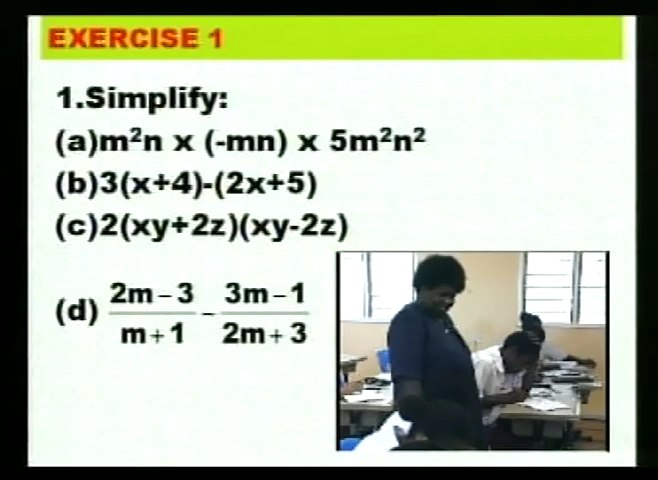 EXERCISE 1
1.Simplify:
(a)m²n x (-mn) x 5m²n²
(b)3(x+4)-(2x+5)
(c)2(xy+2z)(xy-2z)
(d) (2m – 3)/(m + 1) – (3m – 1)/(2m + 3)